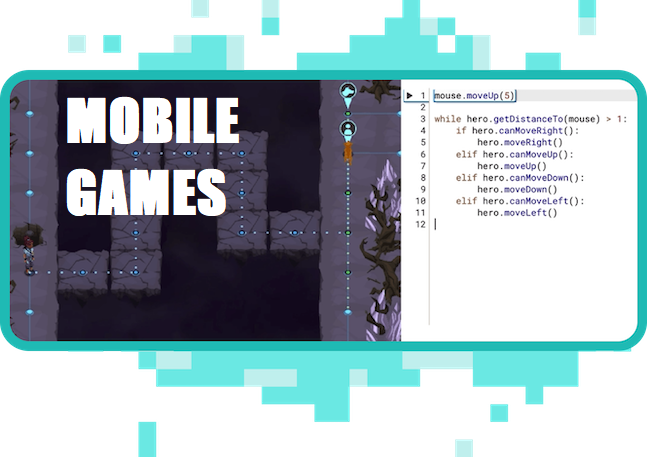 MOBILE
GAMES
1 mouse.moveUp(5)
2
3 while hero.getDistanceTo(mouse) > 1:
4     if hero.canMoveRight():
5         hero.moveRight()
6     elif hero.canMoveUp():
7         hero.moveUp()
8     elif hero.canMoveDown():
9         hero.moveDown()
10     elif hero.canMoveLeft():
11         hero.moveLeft()
12